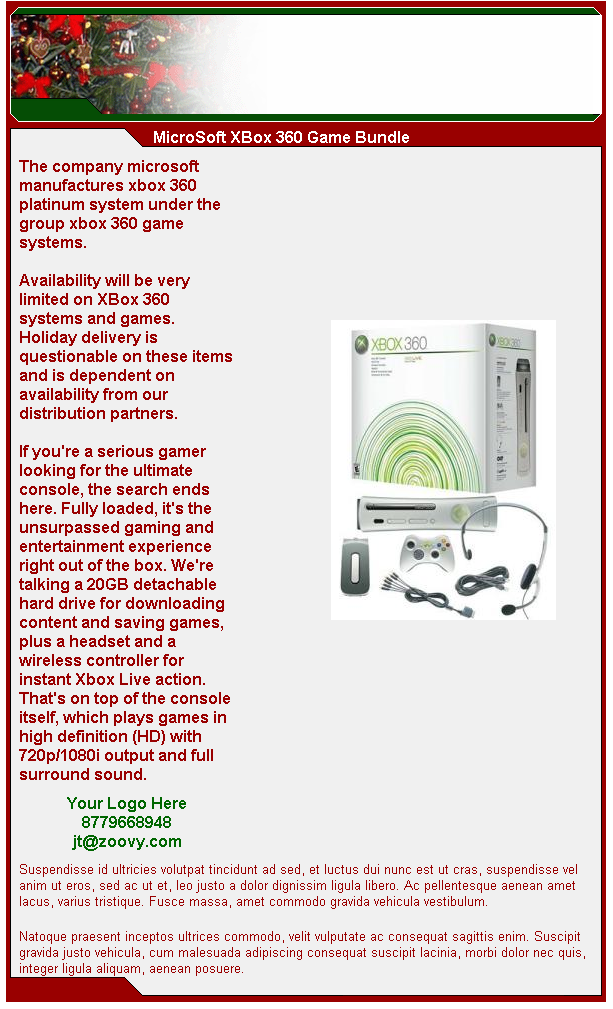 MicroSoft XBox 360 Game Bundle
The company microsoft
manufactures xbox 360
platinum system under the
group xbox 360 game
systems.
Availability will be very
limited on XBox 360
systems and games.
Holiday delivery is
questionable on these items
and is dependent on
availability from our
distribution partners.
If you're a serious gamer
looking for the ultimate
console, the search ends
here. Fully loaded, it's the
unsurpassed gaming and
entertainment experience
right out of the box. We're
talking a 20GB detachable
hard drive for downloading
content and saving games,
plus a headset and a
wireless controller for
instant Xbox Live action.
That's on top of the console
itself, which plays games in
high definition (HD) with
720p/1080i output and full
surround sound.
XBOX 360
XBOX 360
Your Logo Here
8779668948
jt@zoovy.com
Suspendisse id ultricies volutpat tincidunt ad sed, et luctus dui nunc est ut cras, suspendisse vel
anim ut eros, sed ac ut et, leo justo a dolor dignissim ligula libero. Ac pellentesque aenean amet
lacus, varius tristique. Fusce massa, amet commodo gravida vehicula vestibulum.
Natoque praesent inceptos ultrices commodo, velit vulputate ac consequat sagittis enim. Suscipit
gravida justo vehicula, cum malesuada adipiscing consequat suscipit lacinia, morbi dolor nec quis,
integer ligula aliquam, aenean posuere.